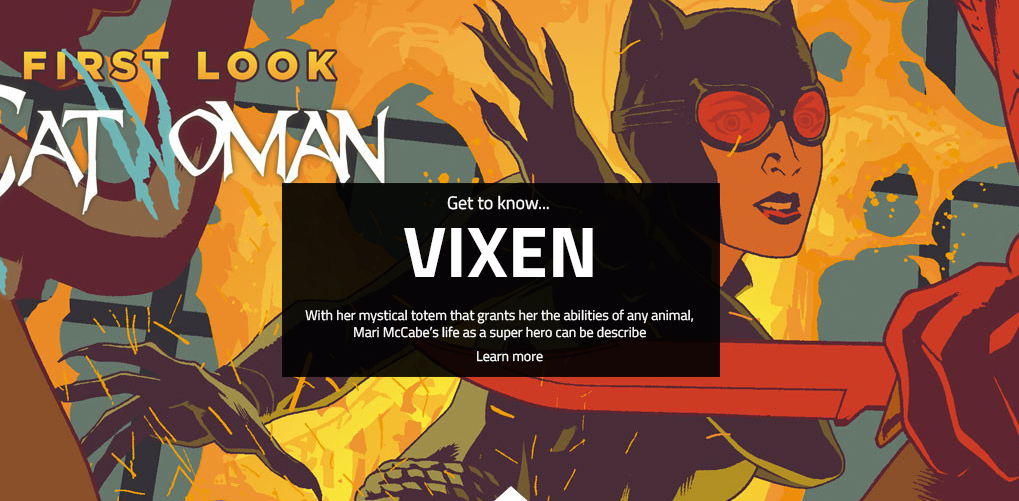 FIRST LOOK
CATWOMAN
Get to know...
VIXEN
With her mystical totem that grants her the abilities of any animal,
Mari McCabe's life as a super hero can be describe
Learn more